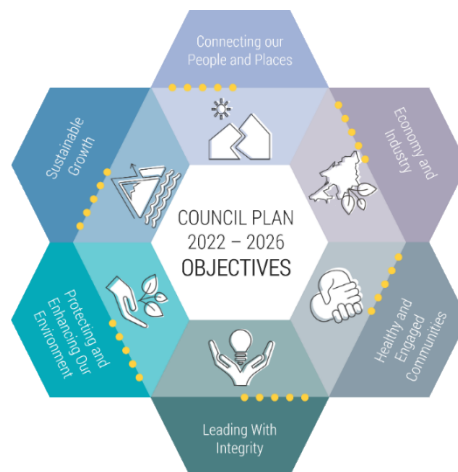 Connecting our
People and Places
Economy and
Industry
Healthy and
Engaged
Communities
Leading With
Integrity
Protecting and
Enhancing Our
Environment
Sustainable
Growth
COUNCIL PLAN
2022 – 2026
OBJECTIVES